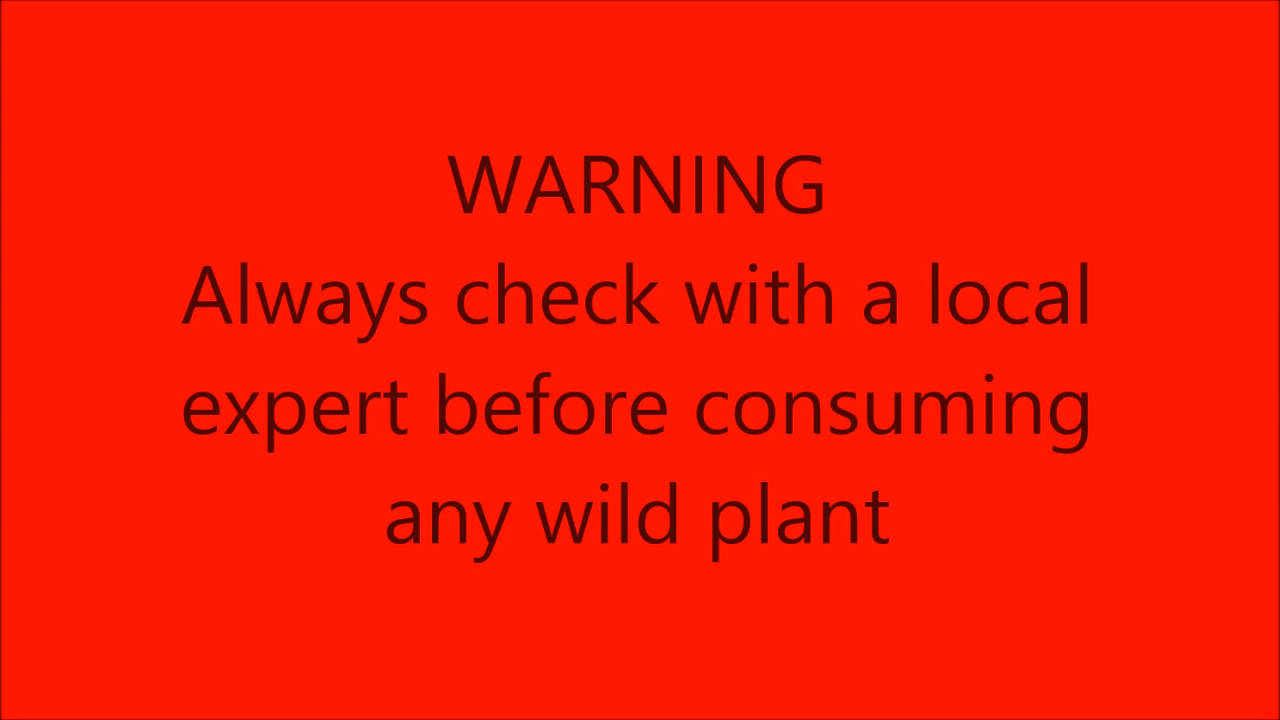 WARNING
Always check with a local
expert before consuming
any wild plant